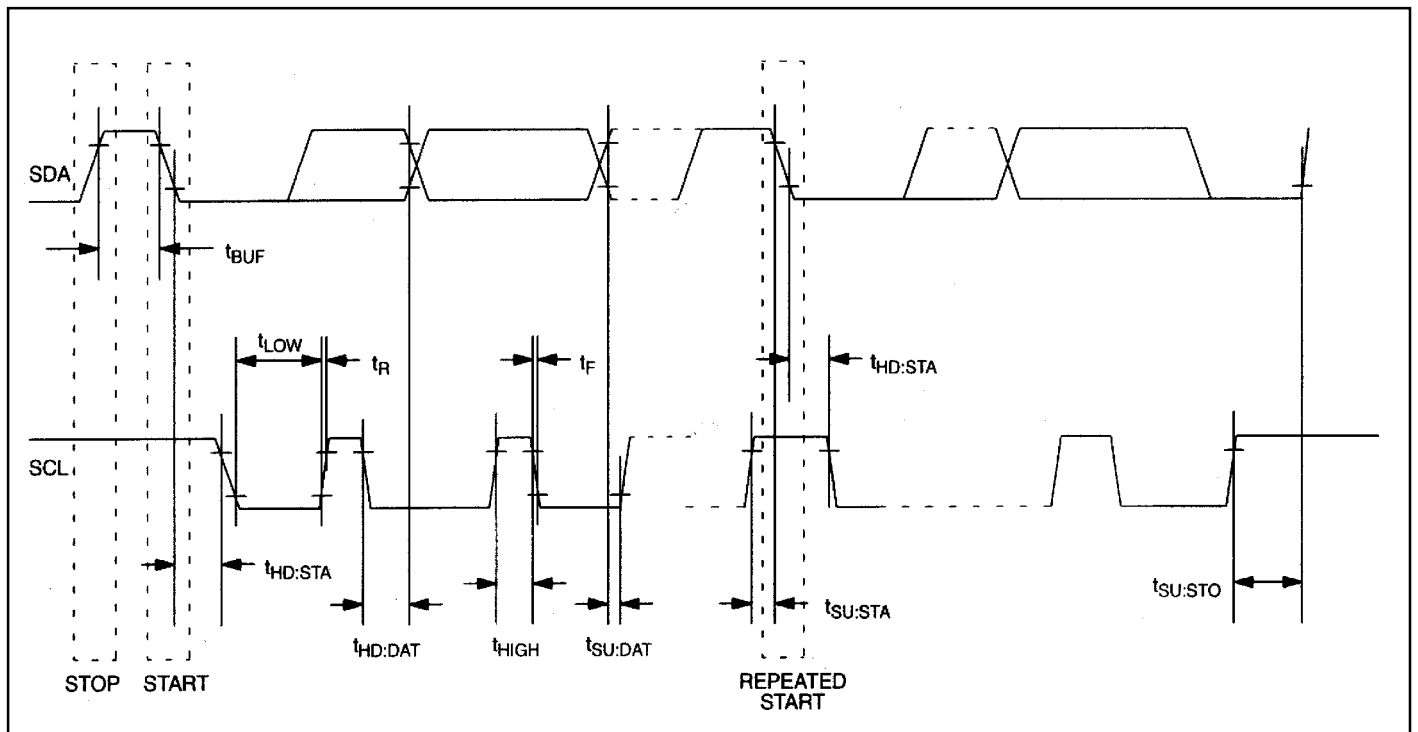 SDA
tBUF
tLOW
tR
tF
tHD:STA
SCL
tHD:STA
tSU:STA
tSU:STO
tHD:DAT
tHIGH
tSU:DAT
STOP
START
REPEATED
START